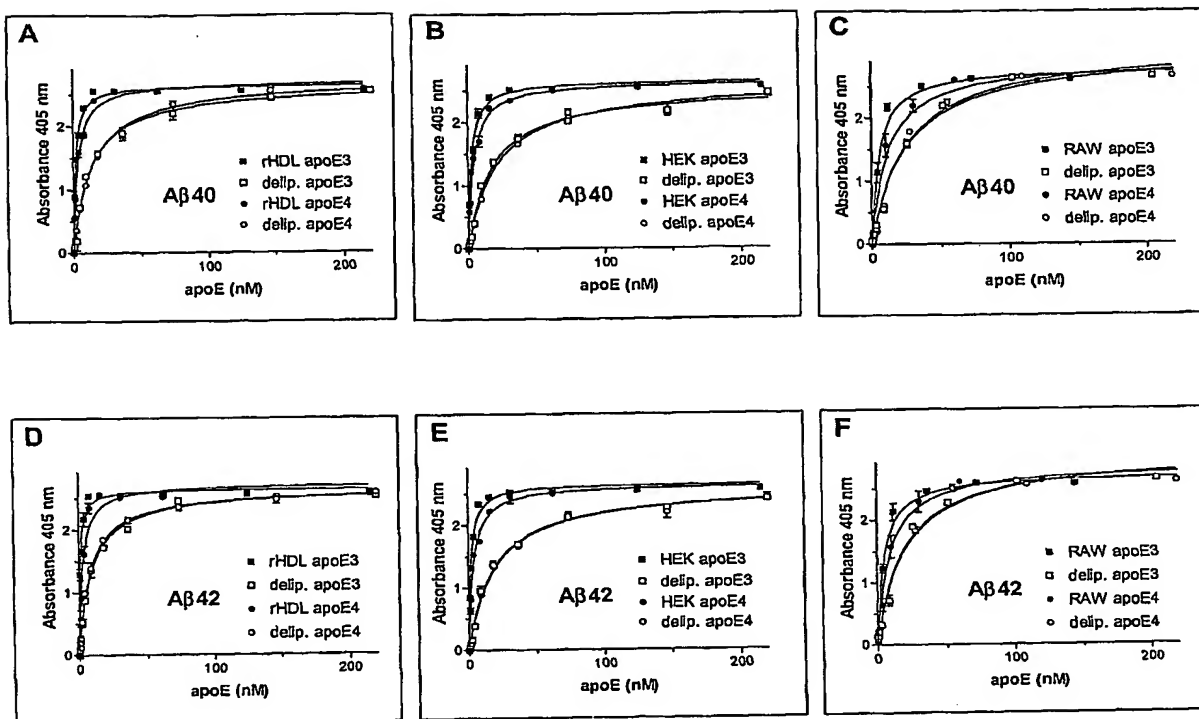 A
Absorbance 405 nm
2
1
0
rHDL apoE3
delip. apoE3
rHDL apoE4
delip. apoE4
Aβ40
0
100
200
apoE (nM)
B
Absorbance 405 nm
2
1
0
HEK apoE3
delip. apoE3
HEK apoE4
delip. apoE4
Aβ40
0
100
200
apoE (nM)
C
Absorbance 405 nm
2
1
0
RAW apoE3
delip. apoE3
RAW apoE4
delip. apoE4
Aβ40
0
100
200
apoE (nM)
D
Absorbance 405 nm
2
1
0
rHDL apoE3
delip. apoE3
rHDL apoE4
delip. apoE4
Aβ42
0
100
200
apoE (nM)
E
Absorbance 405 nm
2
1
0
HEK apoE3
delip. apoE3
HEK apoE4
delip. apoE4
Aβ42
0
100
200
apoE (nM)
F
Absorbance 405 nm
2
1
0
RAW apoE3
delip. apoE3
RAW apoE4
delip. apoE4
Aβ42
0
100
200
apoE (nM)